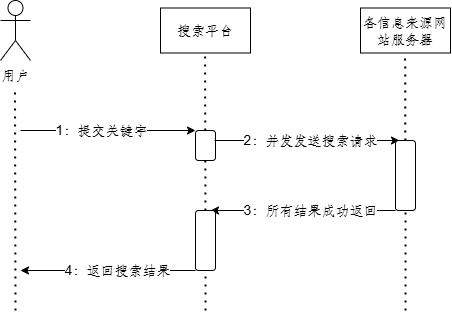 搜索平台
各信息来源网
站服务器
用户
1：提交关键字
2：并发发送搜索请求
3：所有结果成功返回
4：返回搜索结果